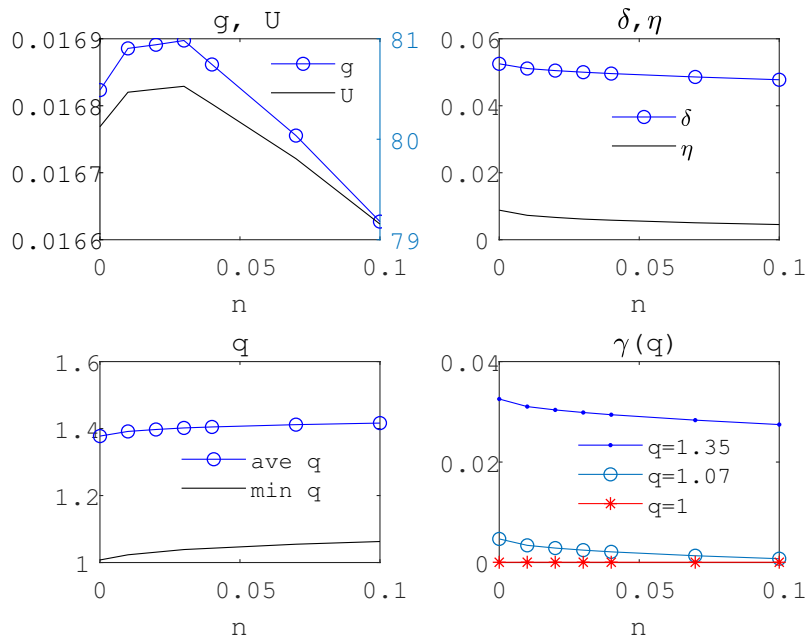 g, U
0.0169
0.0168
0.0167
0.0166
81
80
79
g
U
0
0.05
0.1
n
δ,η
0.06
0.04
0.02
0
δ
η
0
0.05
0.1
n
q
1.6
1.4
1.2
1
ave q
min q
0
0.05
0.1
n
γ(q)
0.04
0.02
0
q=1.35
q=1.07
q=1
0
0.05
0.1
n